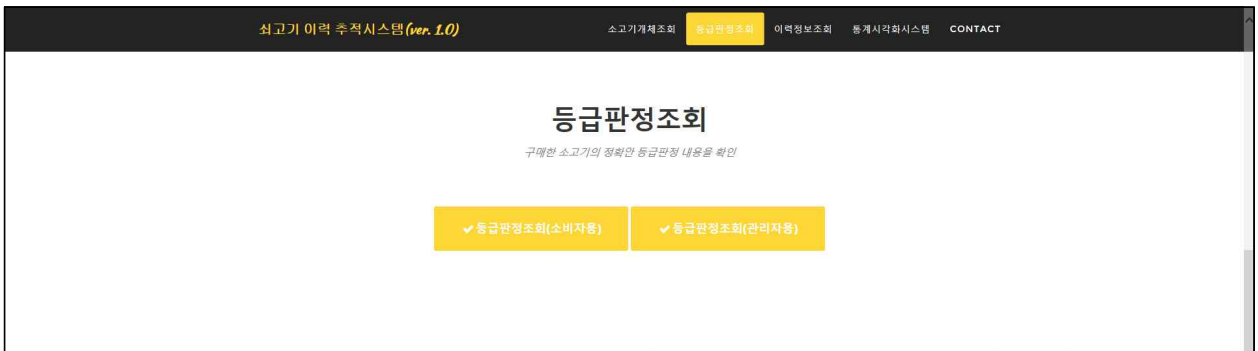 쇠고기 이력 추적시스템(ver. 1.0)
소고기개체조회 등급판정조회 이력정보조회 통계시각화시스템 CONTACT
등급판정조회
구매한 소고기의 정확안 등급판정 내용을 확인
✔ 등급판정조회(소비자용) ✔ 등급판정조회(관리자용)